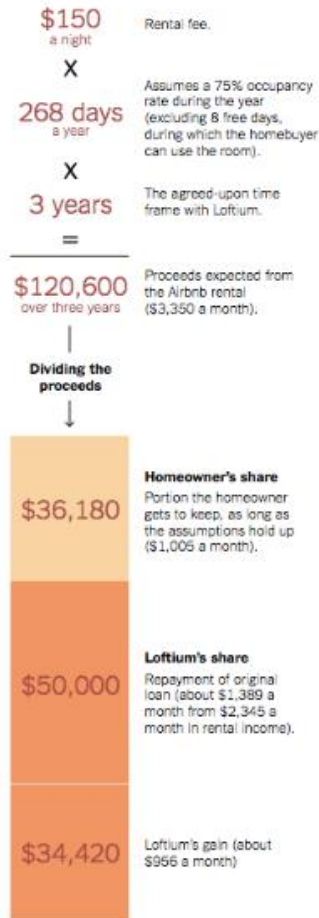 $150
a night
Rental fee.
X
268 days
a year
Assumes a 75% occupancy
rate during the year
(excluding 8 free days,
during which the homebuyer
can use the room).
X
3 years
The agreed-upon time
frame with Loftium.
=
$120,600
over three years
Proceeds expected from
the Airbnb rental
($3,350 a month).
Dividing the
proceeds
$36,180
Homeowner's share
Portion the homeowner
gets to keep, as long as
the assumptions hold up
($1,005 a month).
$50,000
Loftium's share
Repayment of original
loan (about $1,389 a
month from $2,345 a
month in rental income).
$34,420
Loftium's gain (about
$956 a month)